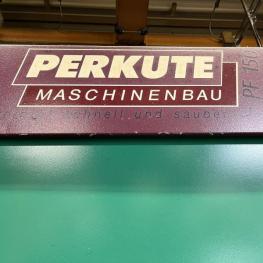 PERKUTE
MASCHINENBAU
schnell und sauber
PF 150